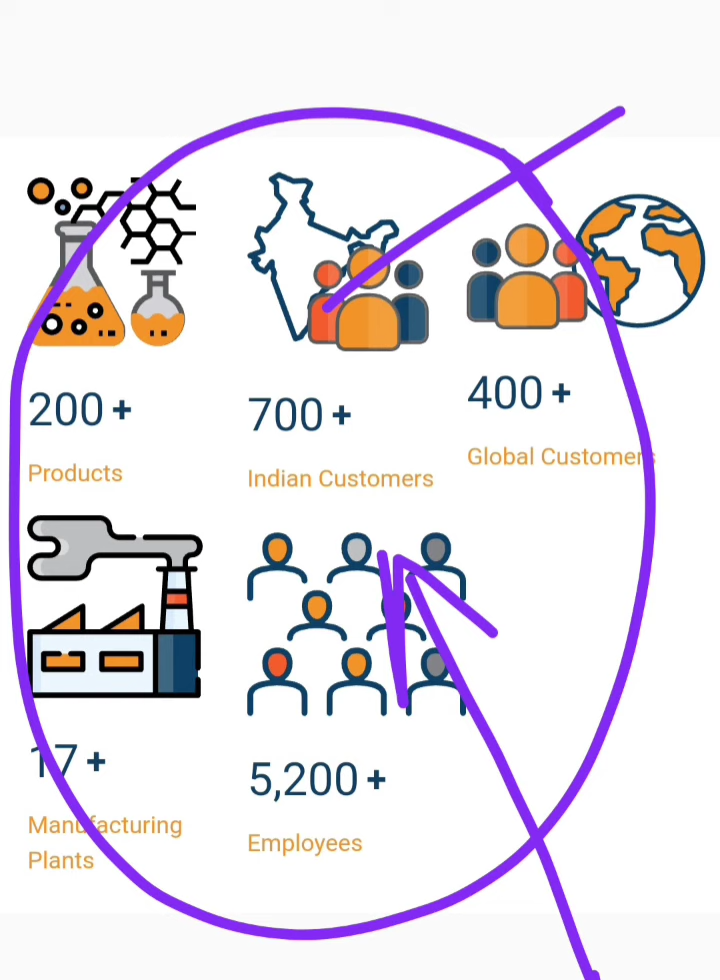 200 +
Products
700 +
Indian Customers
400 +
Global Customers
17 +
Manufacturing
Plants
5,200 +
Employees